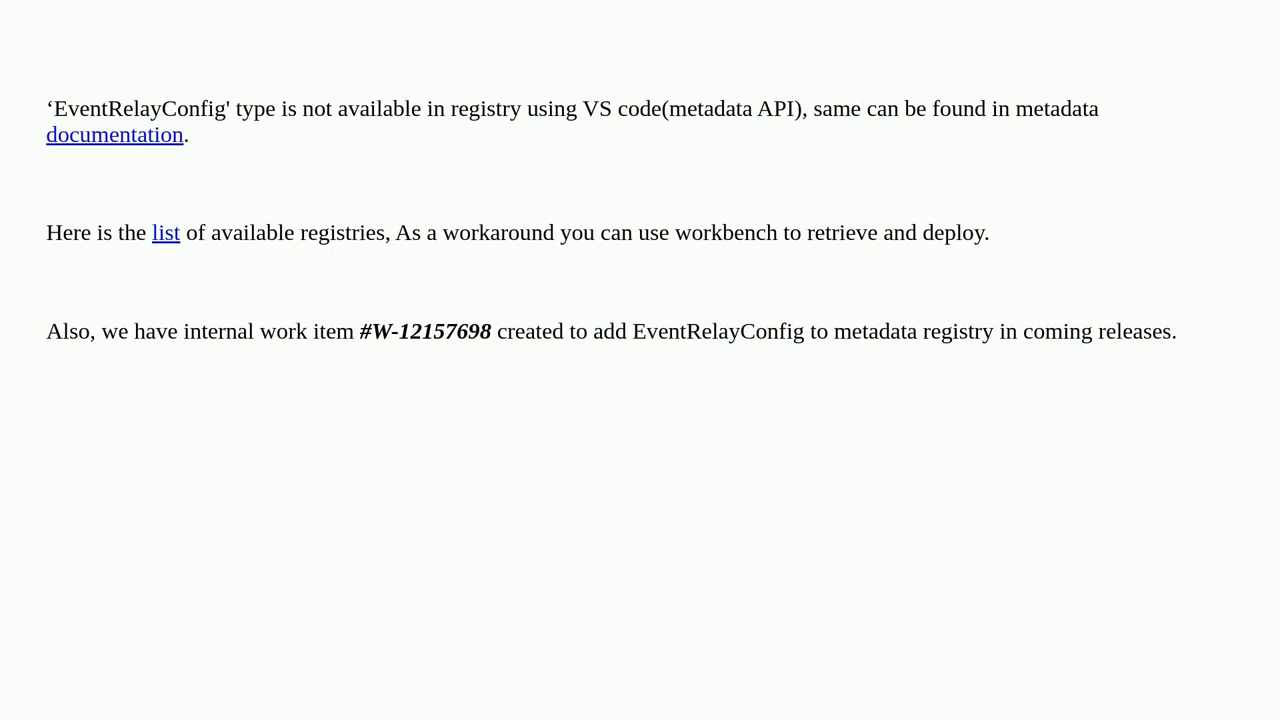 ‘EventRelayConfig' type is not available in registry using VS code(metadata API), same can be found in metadata
documentation.
Here is the list of available registries, As a workaround you can use workbench to retrieve and deploy.
Also, we have internal work item #W-12157698 created to add EventRelayConfig to metadata registry in coming releases.